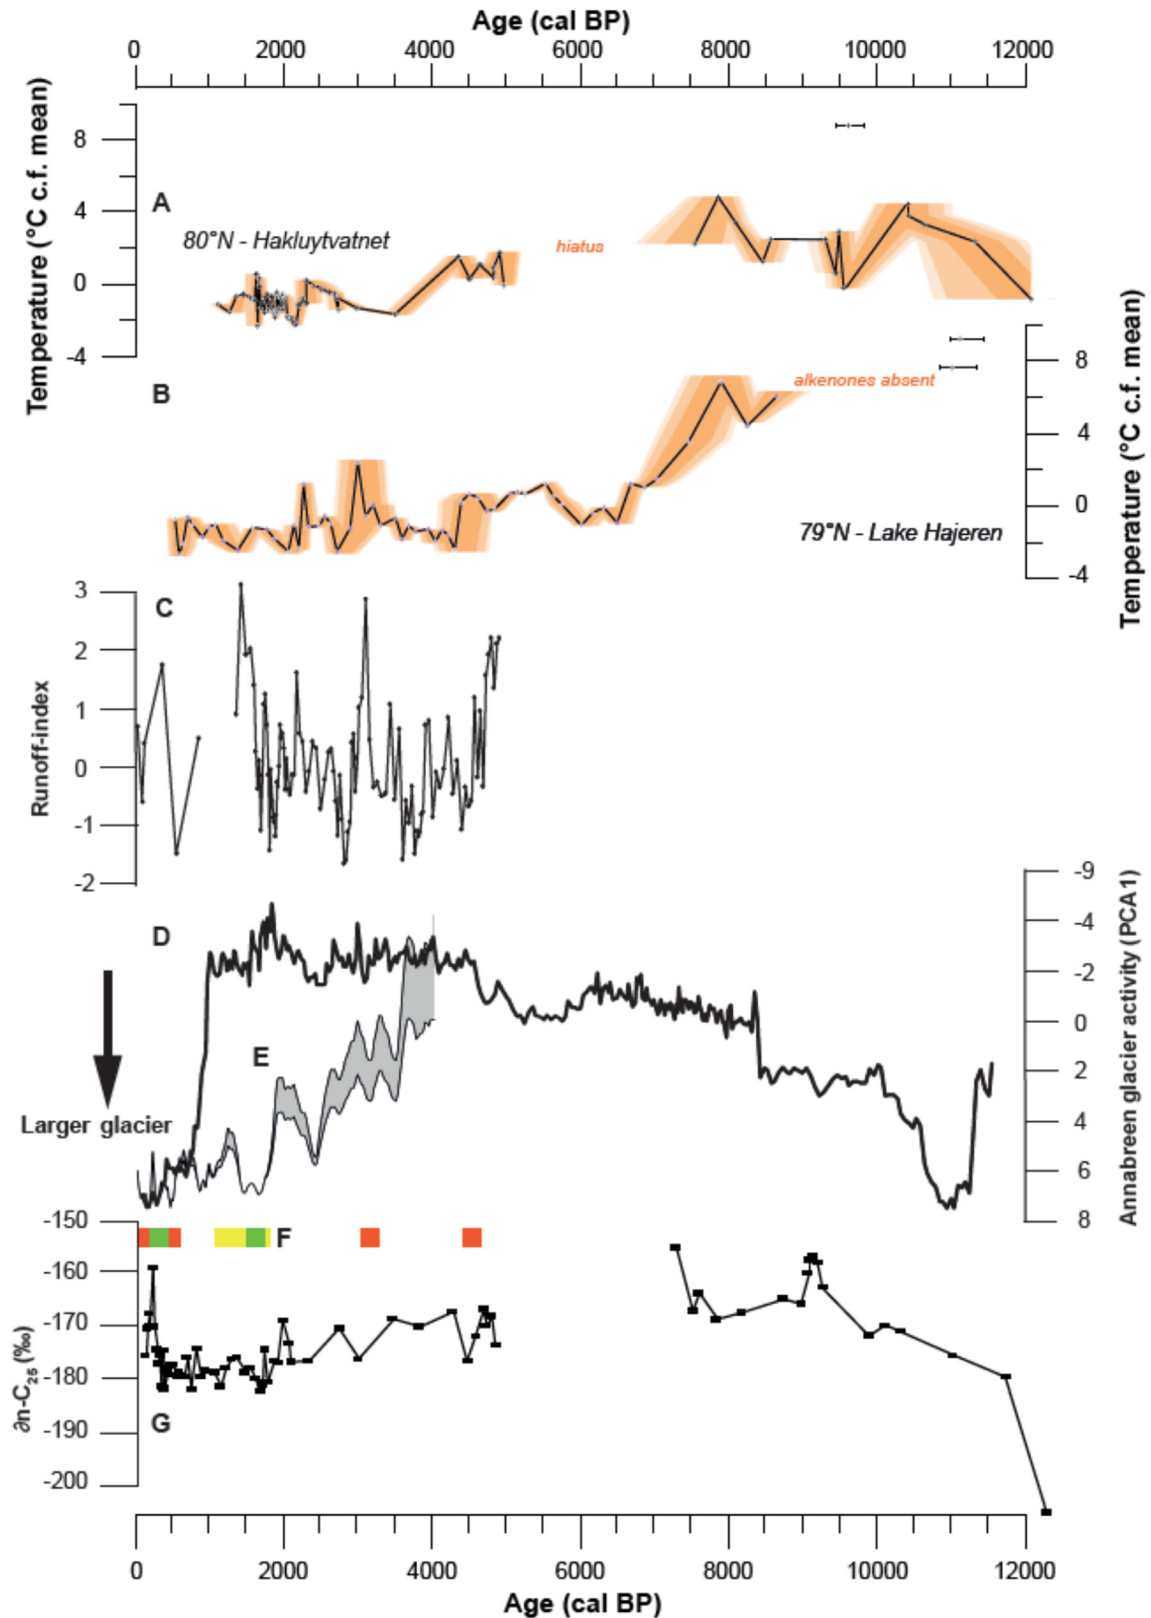 Age (cal BP)
0 2000 4000 6000 8000 10000 12000
Temperature (°C c.f. mean)
8
4
0
-4
A
80°N - Hakluytvatnet
hiatus
B
alkenones absent
79°N - Lake Hajeren
8
4
0
-4
Temperature (°C c.f. mean)
C
Runoff-index
3
2
1
0
-1
-2
D
E
Larger glacier
-9
-4
-2
0
2
4
6
8
Annabreen glacier activity (PCA1)
F
-150
-160
-170
-180
-190
-200
∂n-C₂₅ (‰)
G
0 2000 4000 6000 8000 10000 12000
Age (cal BP)